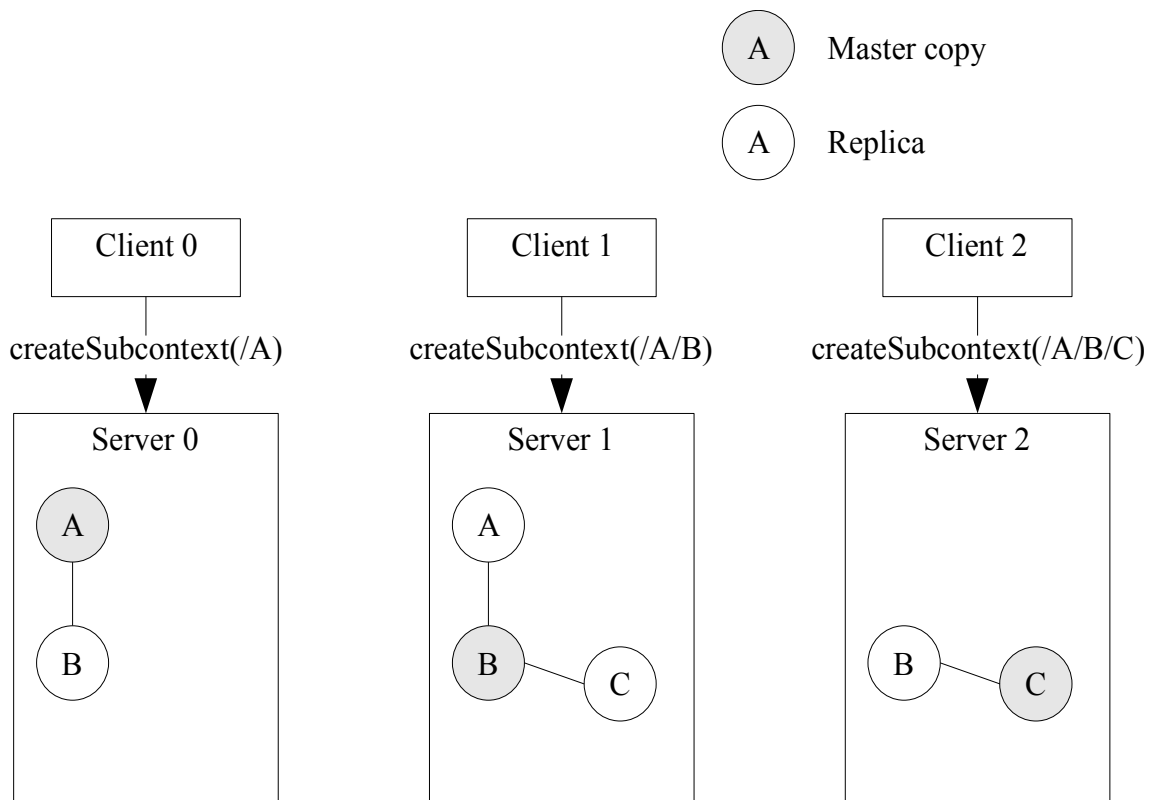 A Master copy
A Replica
Client 0 Client 1 Client 2
createSubcontext(/A) createSubcontext(/A/B) createSubcontext(/A/B/C)
Server 0 Server 1 Server 2
A A
B B C B C